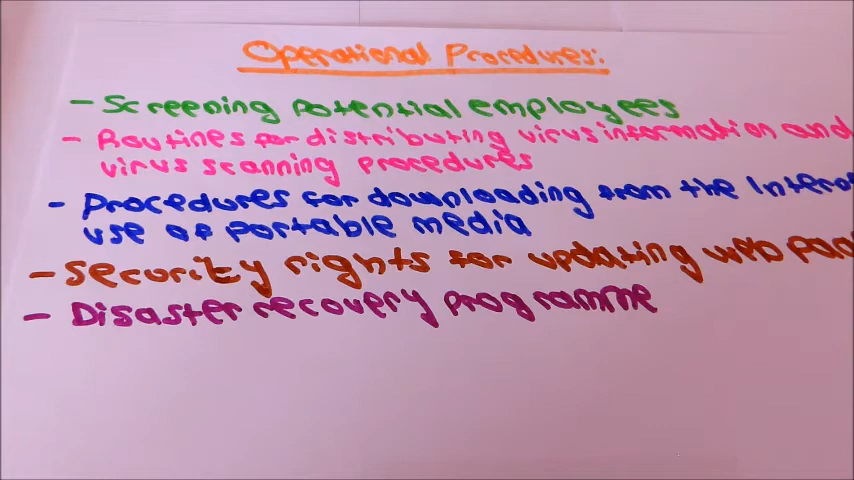 Operational Procedures:
- Screening potential employees
- Routines for distributing virus information and
virus scanning procedures
- Procedures for downloading from the
use of portable media
- Security rights for updating web
- Disaster recovery programme